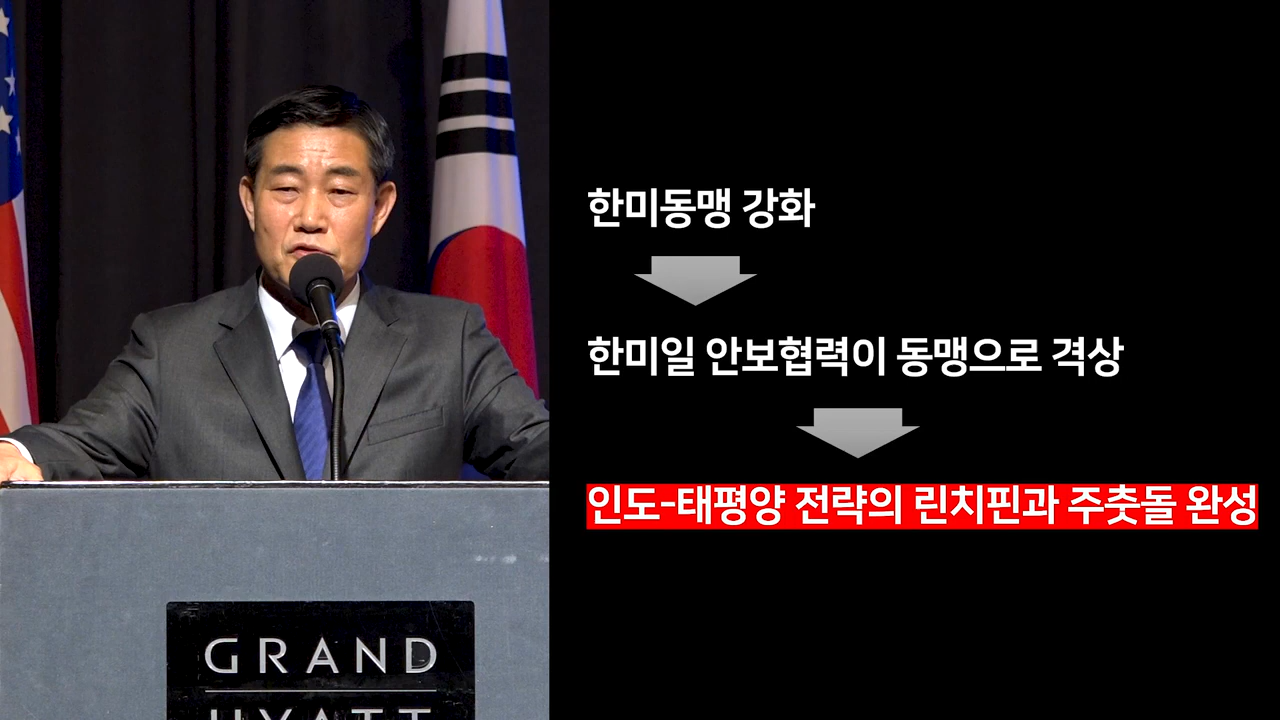 한미동맹 강화
한미일 안보협력이 동맹으로 격상
인도-태평양 전략의 린치핀과 주춧돌 완성
GRAND
HYATT